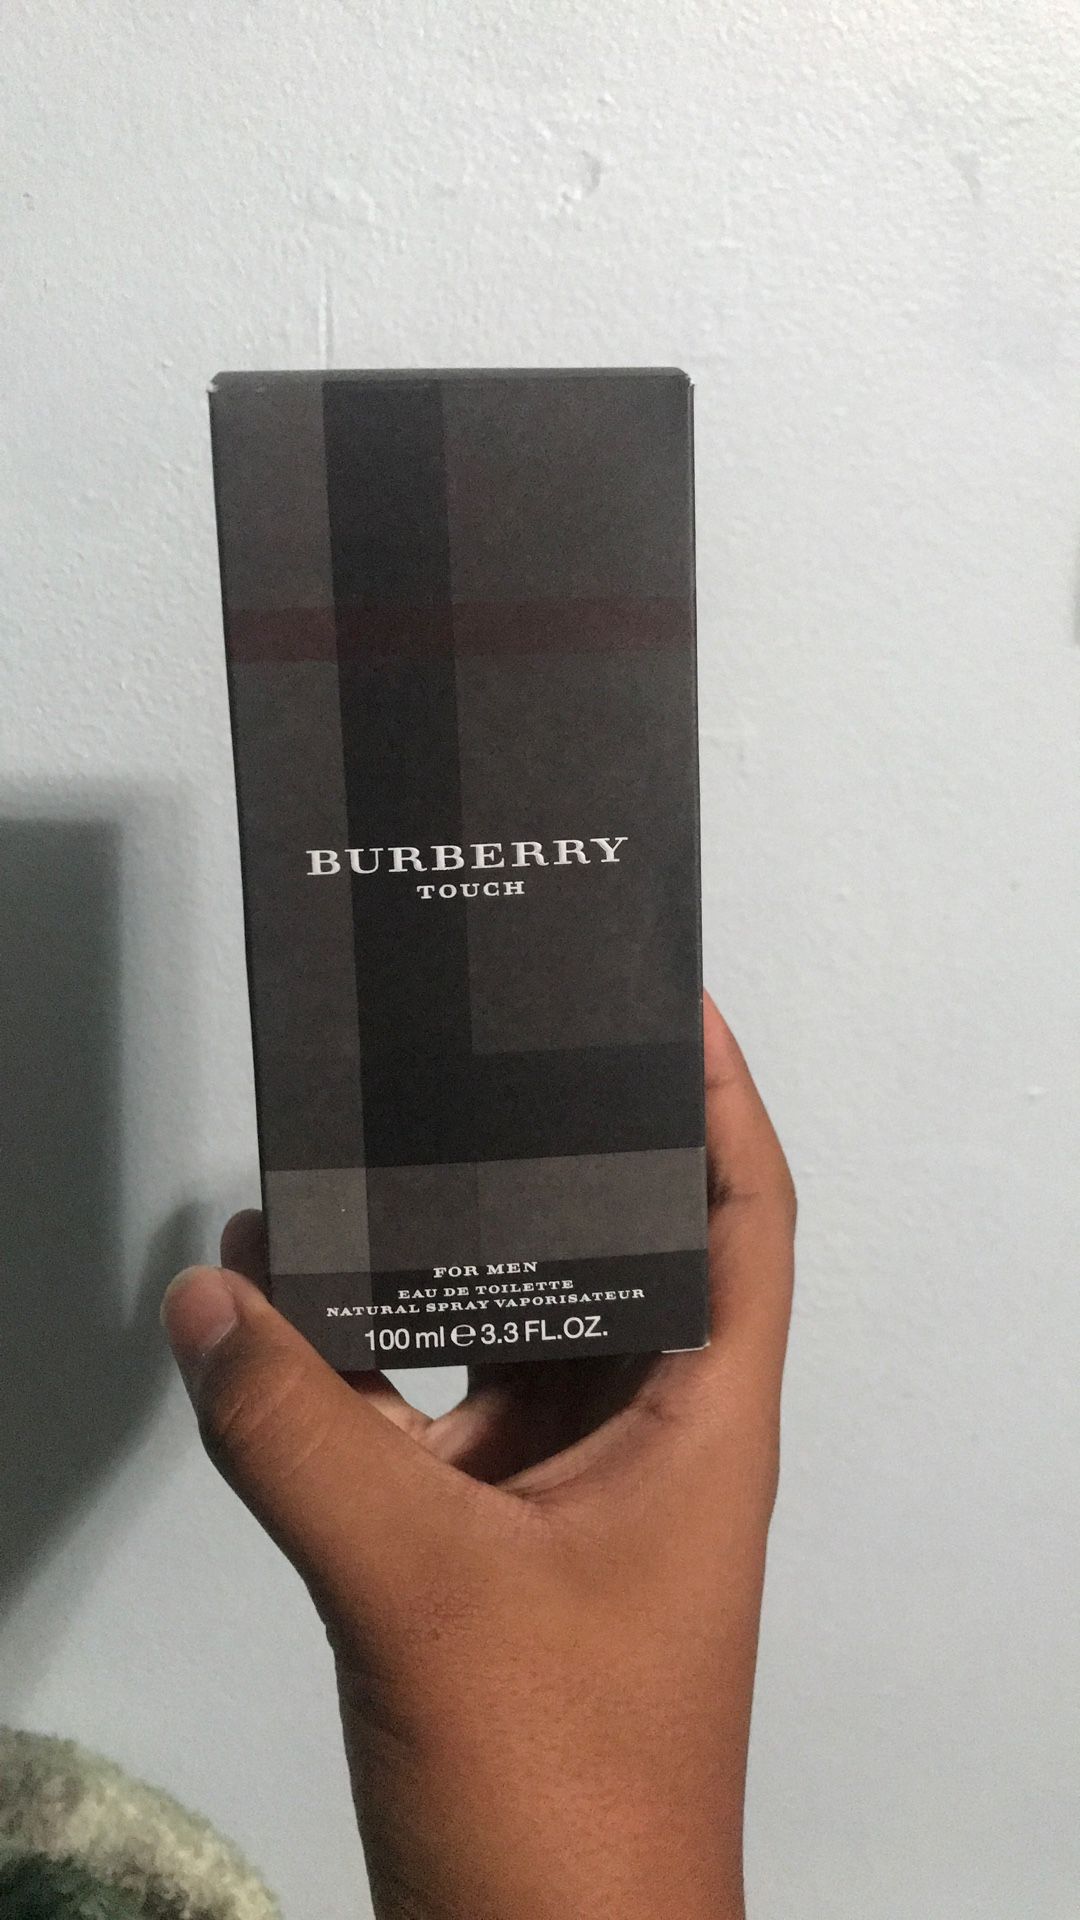 BURBERRY
TOUCH
FOR MEN
EAU DE TOILETTE
NATURAL SPRAY VAPORISATEUR
100 ml ℮ 3.3 FL.OZ.